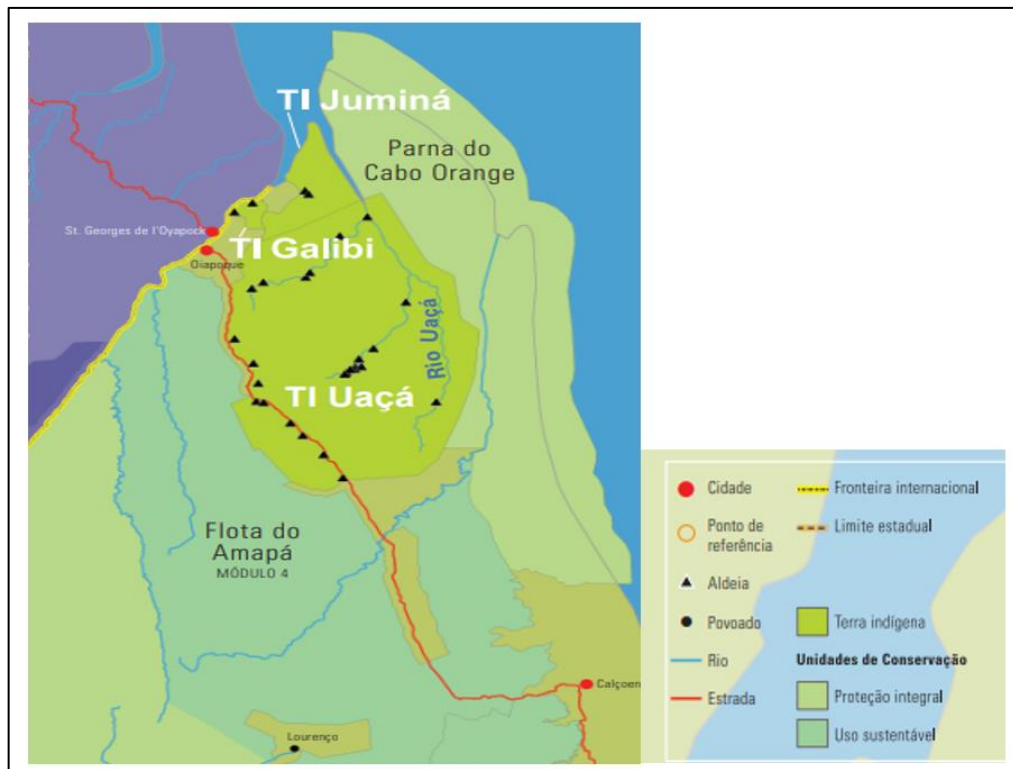 TI Juminá
Parna do
Cabo Orange
St. Georges de l'Oyapock
TI Galibi
Oiapoque
Rio Uaçá
TI Uaçá
Flota do
Amapá
MÓDULO 4
Calçoen
Lourenço
Cidade
Ponto de
referência
Aldeia
Povoado
Rio
Estrada
Fronteira internacional
Limite estadual
Terra indígena
Unidades de Conservação
Proteção integral
Uso sustentável